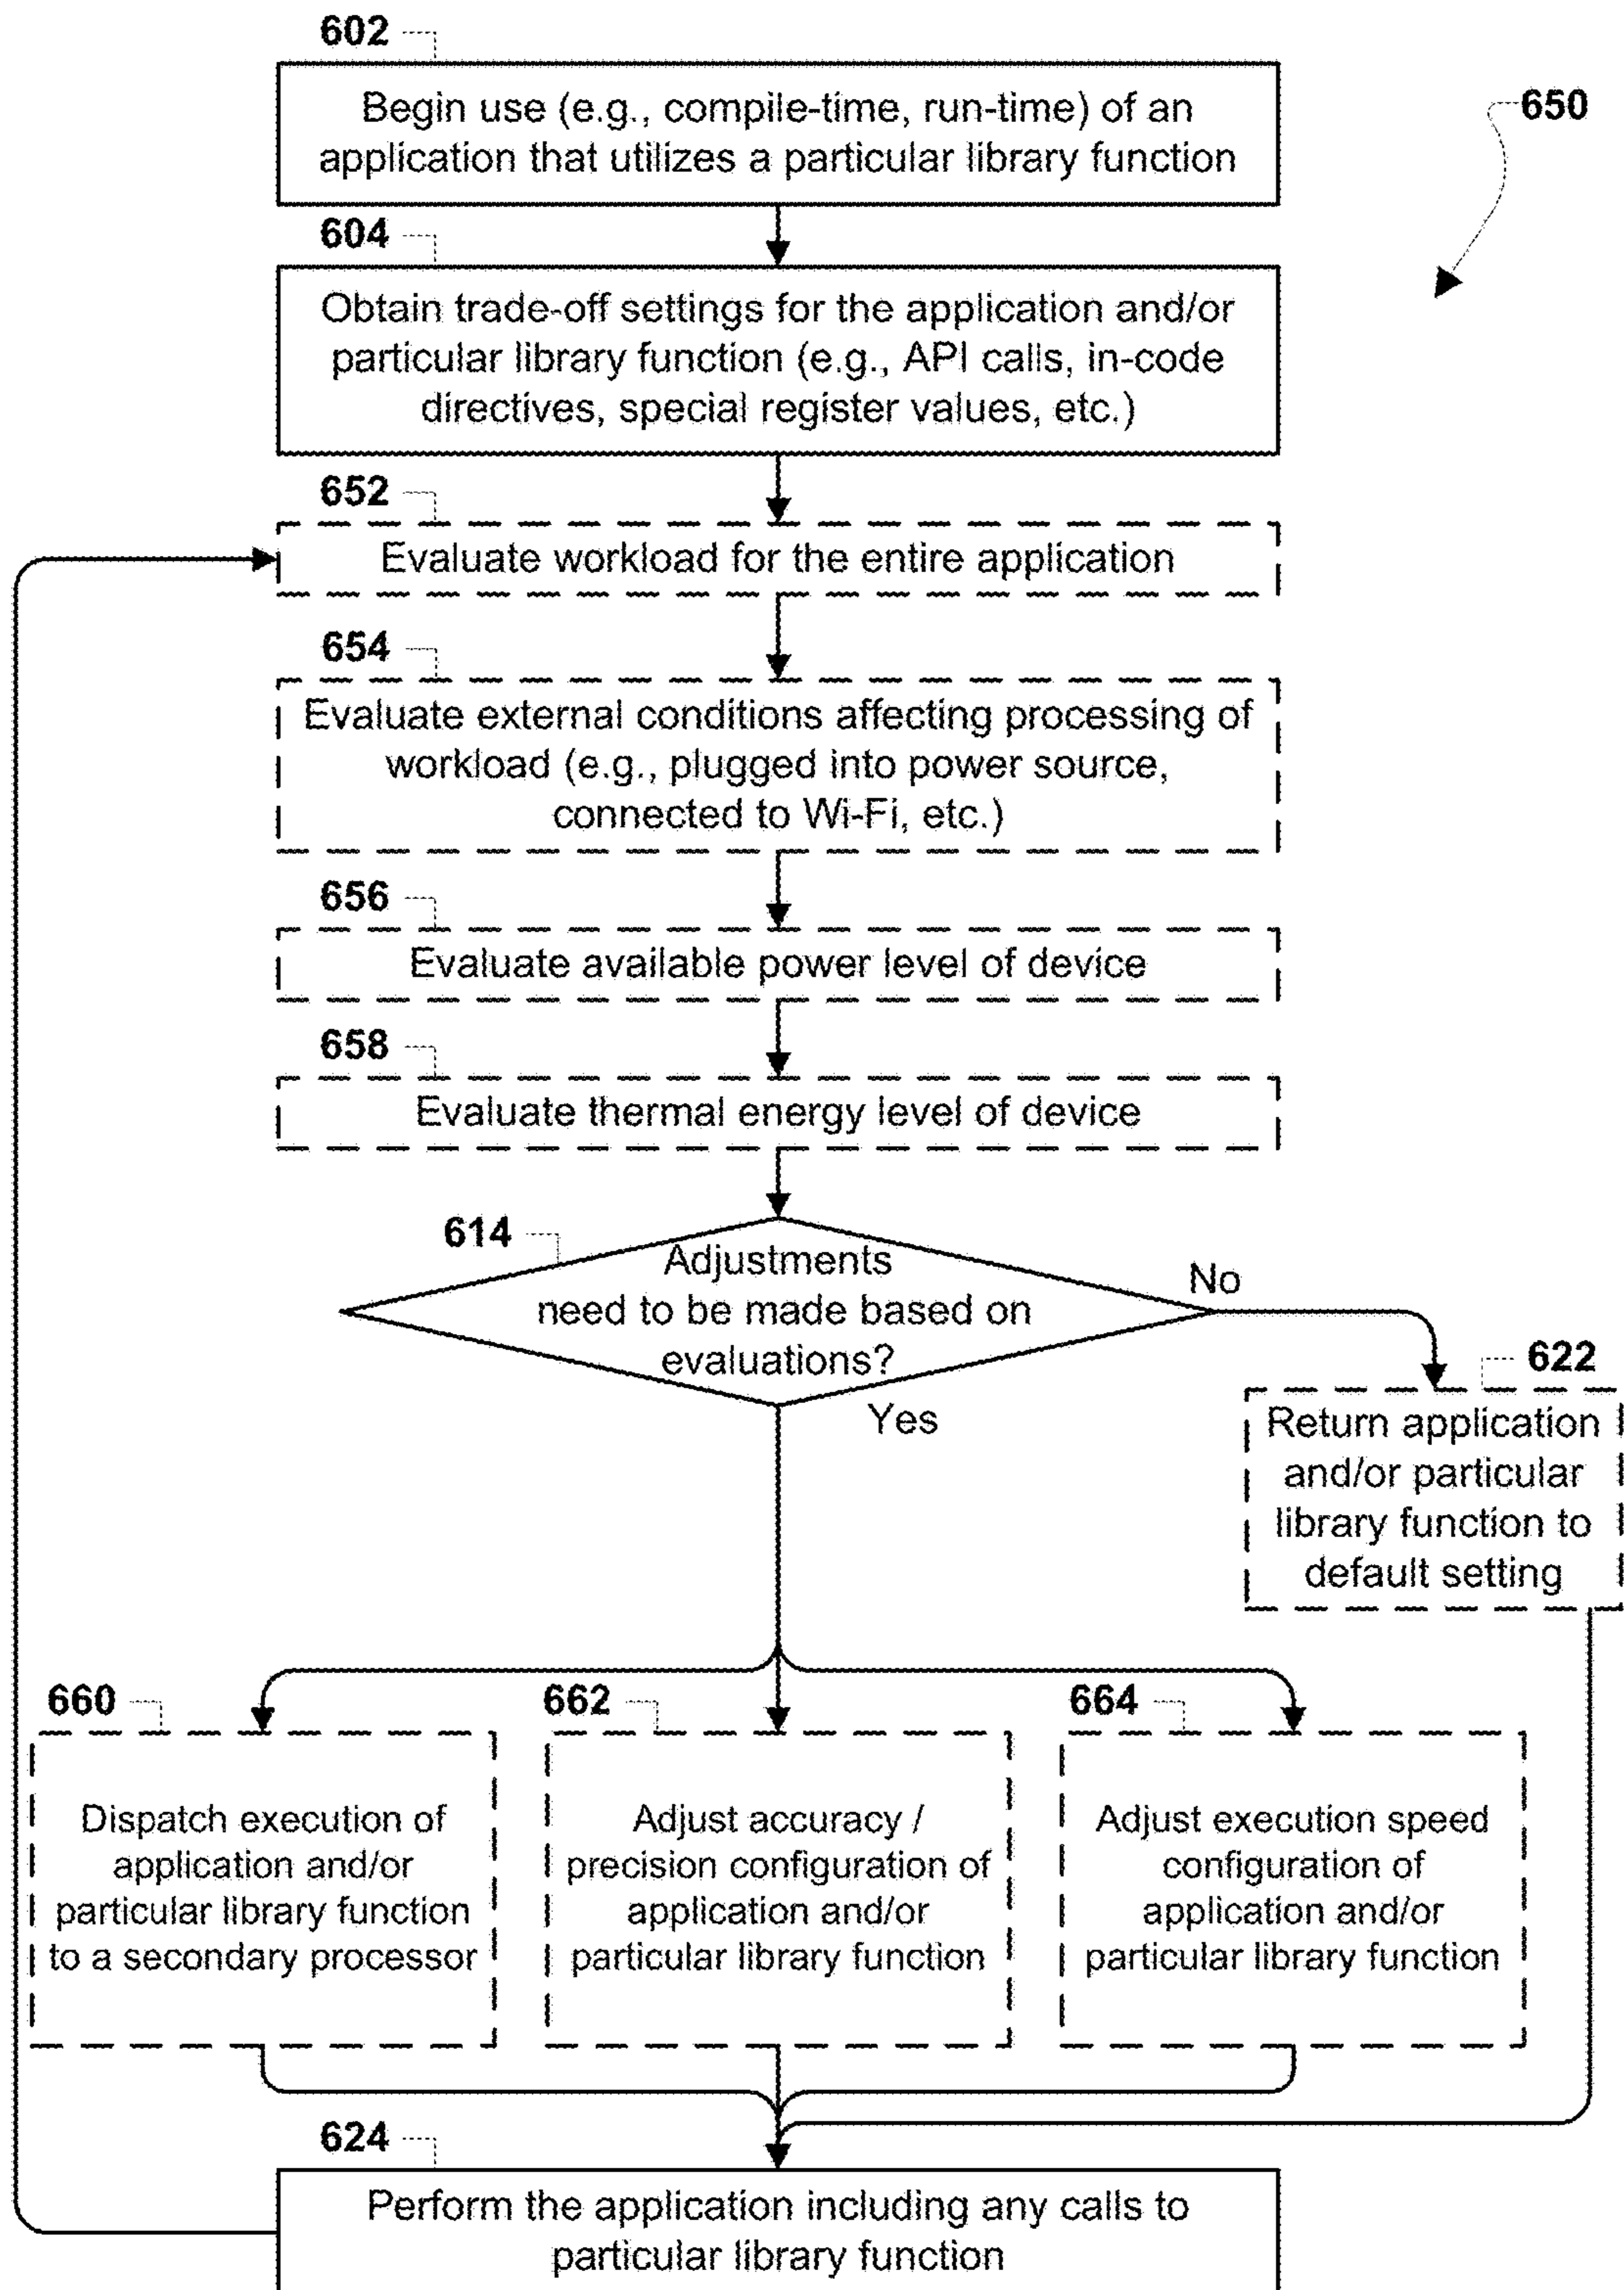 602
650
Begin use (e.g., compile-time, run-time) of an
application that utilizes a particular library function
604
Obtain trade-off settings for the application and/or
particular library function (e.g., API calls, in-code
directives, special register values, etc.)
652
Evaluate workload for the entire application
654
Evaluate external conditions affecting processing of
workload (e.g., plugged into power source,
connected to Wi-Fi, etc.)
656
Evaluate available power level of device
658
Evaluate thermal energy level of device
614
Adjustments
need to be made based on
evaluations?
No
Yes
622
Return application
and/or particular
library function to
default setting
660
Dispatch execution of
application and/or
particular library function
to a secondary processor
662
Adjust accuracy /
precision configuration of
application and/or
particular library function
664
Adjust execution speed
configuration of
application and/or
particular library function
624
Perform the application including any calls to
particular library function